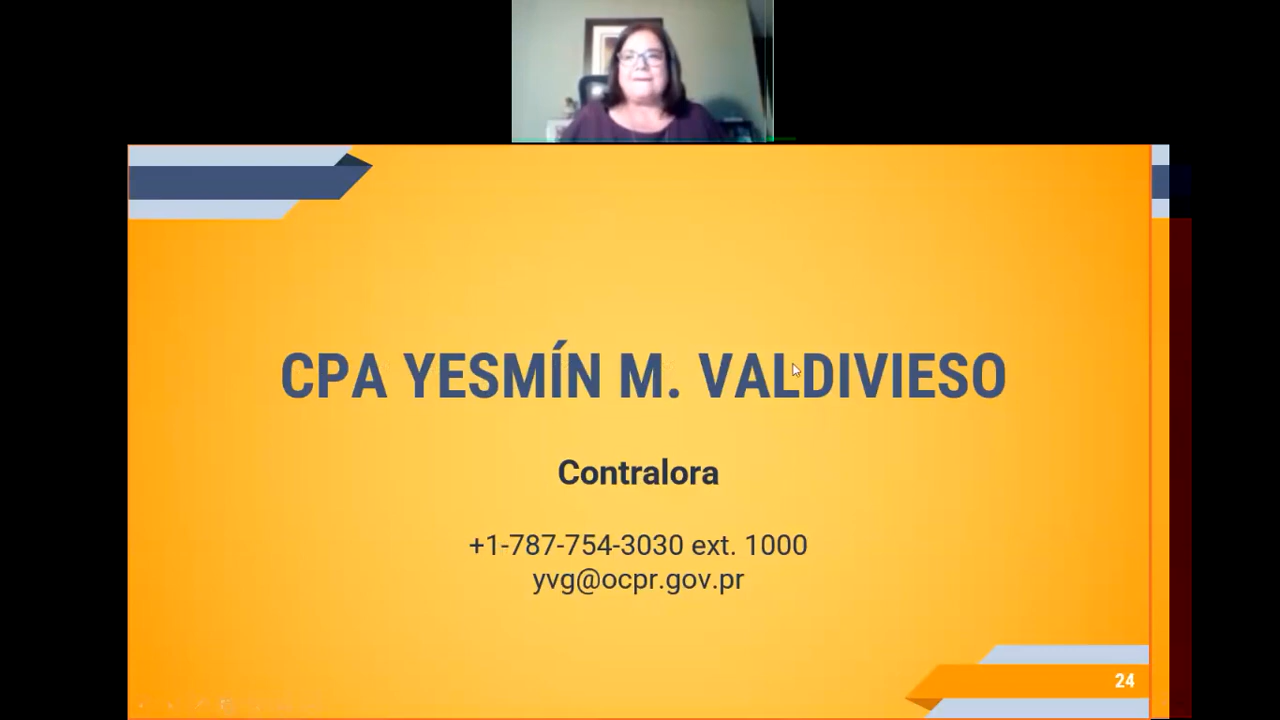 CPA YESMÍN M. VALDIVIESO
Contralora
+1-787-754-3030 ext. 1000
yvg@ocpr.gov.pr
24